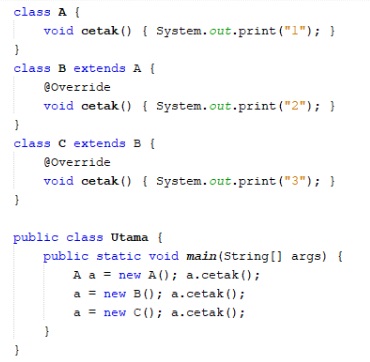 class A {
    void cetak() { System.out.print("1"); }
}
class B extends A {
    @Override
    void cetak() { System.out.print("2"); }
}
class C extends B {
    @Override
    void cetak() { System.out.print("3"); }
}

public class Utama {
    public static void main(String[] args) {
        A a = new A(); a.cetak();
        a = new B(); a.cetak();
        a = new C(); a.cetak();
    }
}